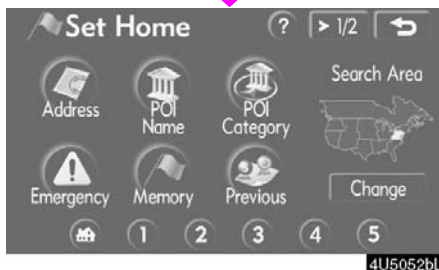 Set Home ? > 1/2
Search Area
Address POI Name POI Category
Emergency Memory Previous Change
1 2 3 4 5
4U5052bl